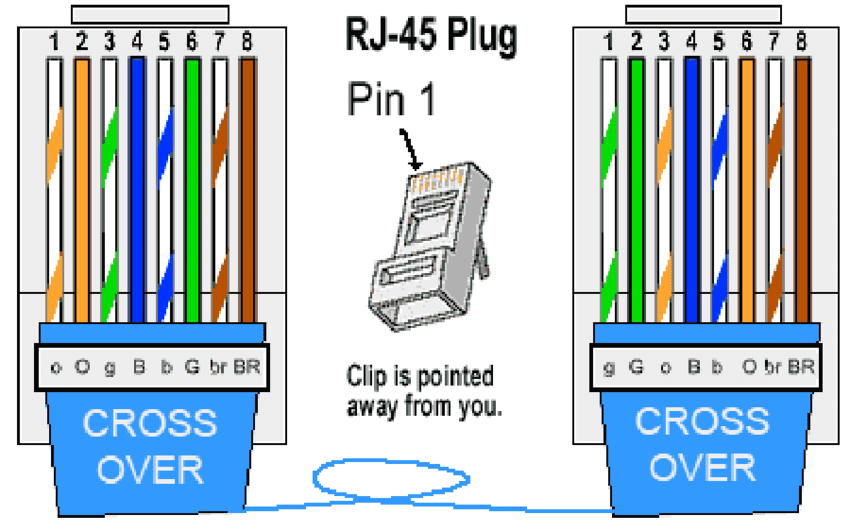 1 2 3 4 5 6 7 8
o O g B b G br BR
CROSS
OVER
RJ-45 Plug
Pin 1
Clip is pointed
away from you.
1 2 3 4 5 6 7 8
g G o B b O br BR
CROSS
OVER